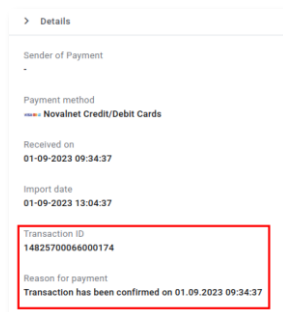 > Details
Sender of Payment
-
Payment method
Novalnet Credit/Debit Cards
Received on
01-09-2023 09:34:37
Import date
01-09-2023 13:04:37
Transaction ID
14825700066000174
Reason for payment
Transaction has been confirmed on 01.09.2023 09:34:37